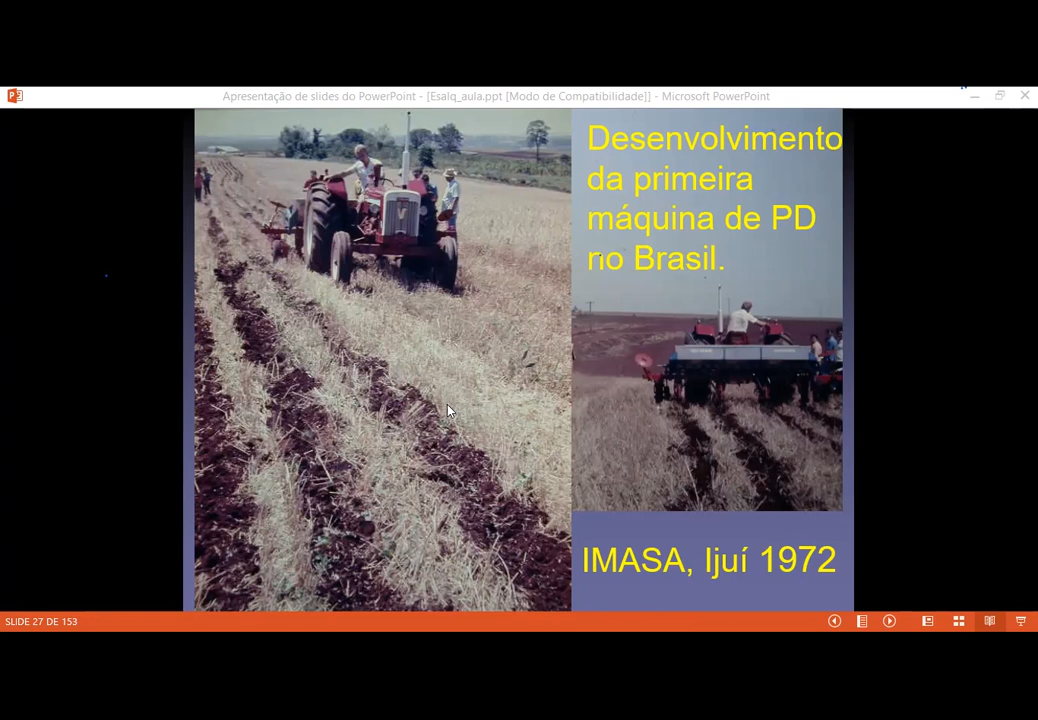 Apresentação de slides do PowerPoint - [Esalq_aula.ppt [Modo de Compatibilidade]] - Microsoft PowerPoint
Desenvolvimento
da primeira
máquina de PD
no Brasil.
IMASA, Ijuí 1972
SLIDE 27 DE 153